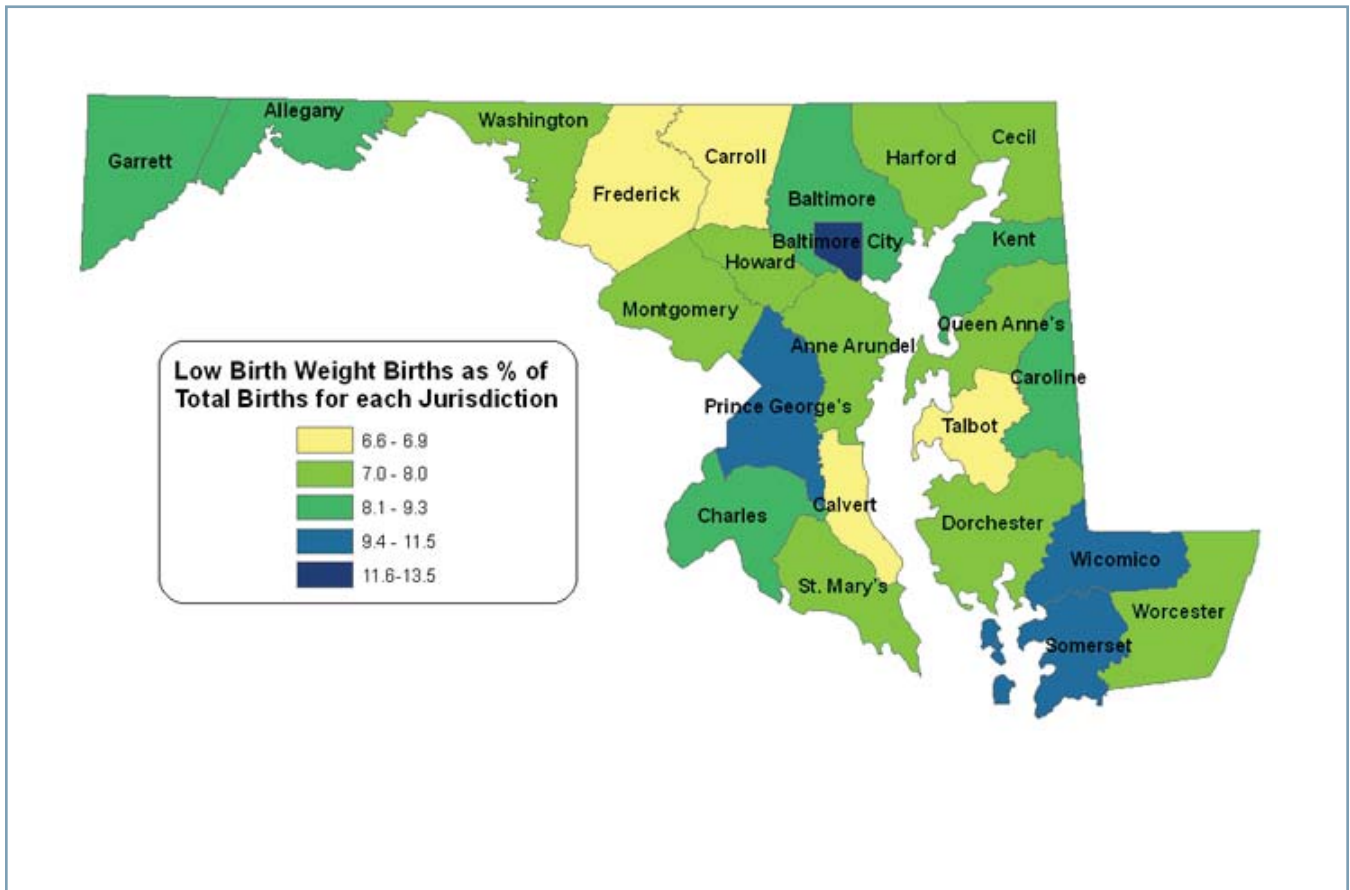 Allegany
Washington
Cecil
Garrett
Carroll
Harford
Frederick
Baltimore
Baltimore City
Kent
Howard
Montgomery
Queen Anne's
Anne Arundel
Low Birth Weight Births as % of
Total Births for each Jurisdiction
6.6 - 6.9
7.0 - 8.0
8.1 - 9.3
9.4 - 11.5
11.6-13.5
Caroline
Prince George's
Talbot
Calvert
Charles
Dorchester
Wicomico
St. Mary's
Worcester
Somerset